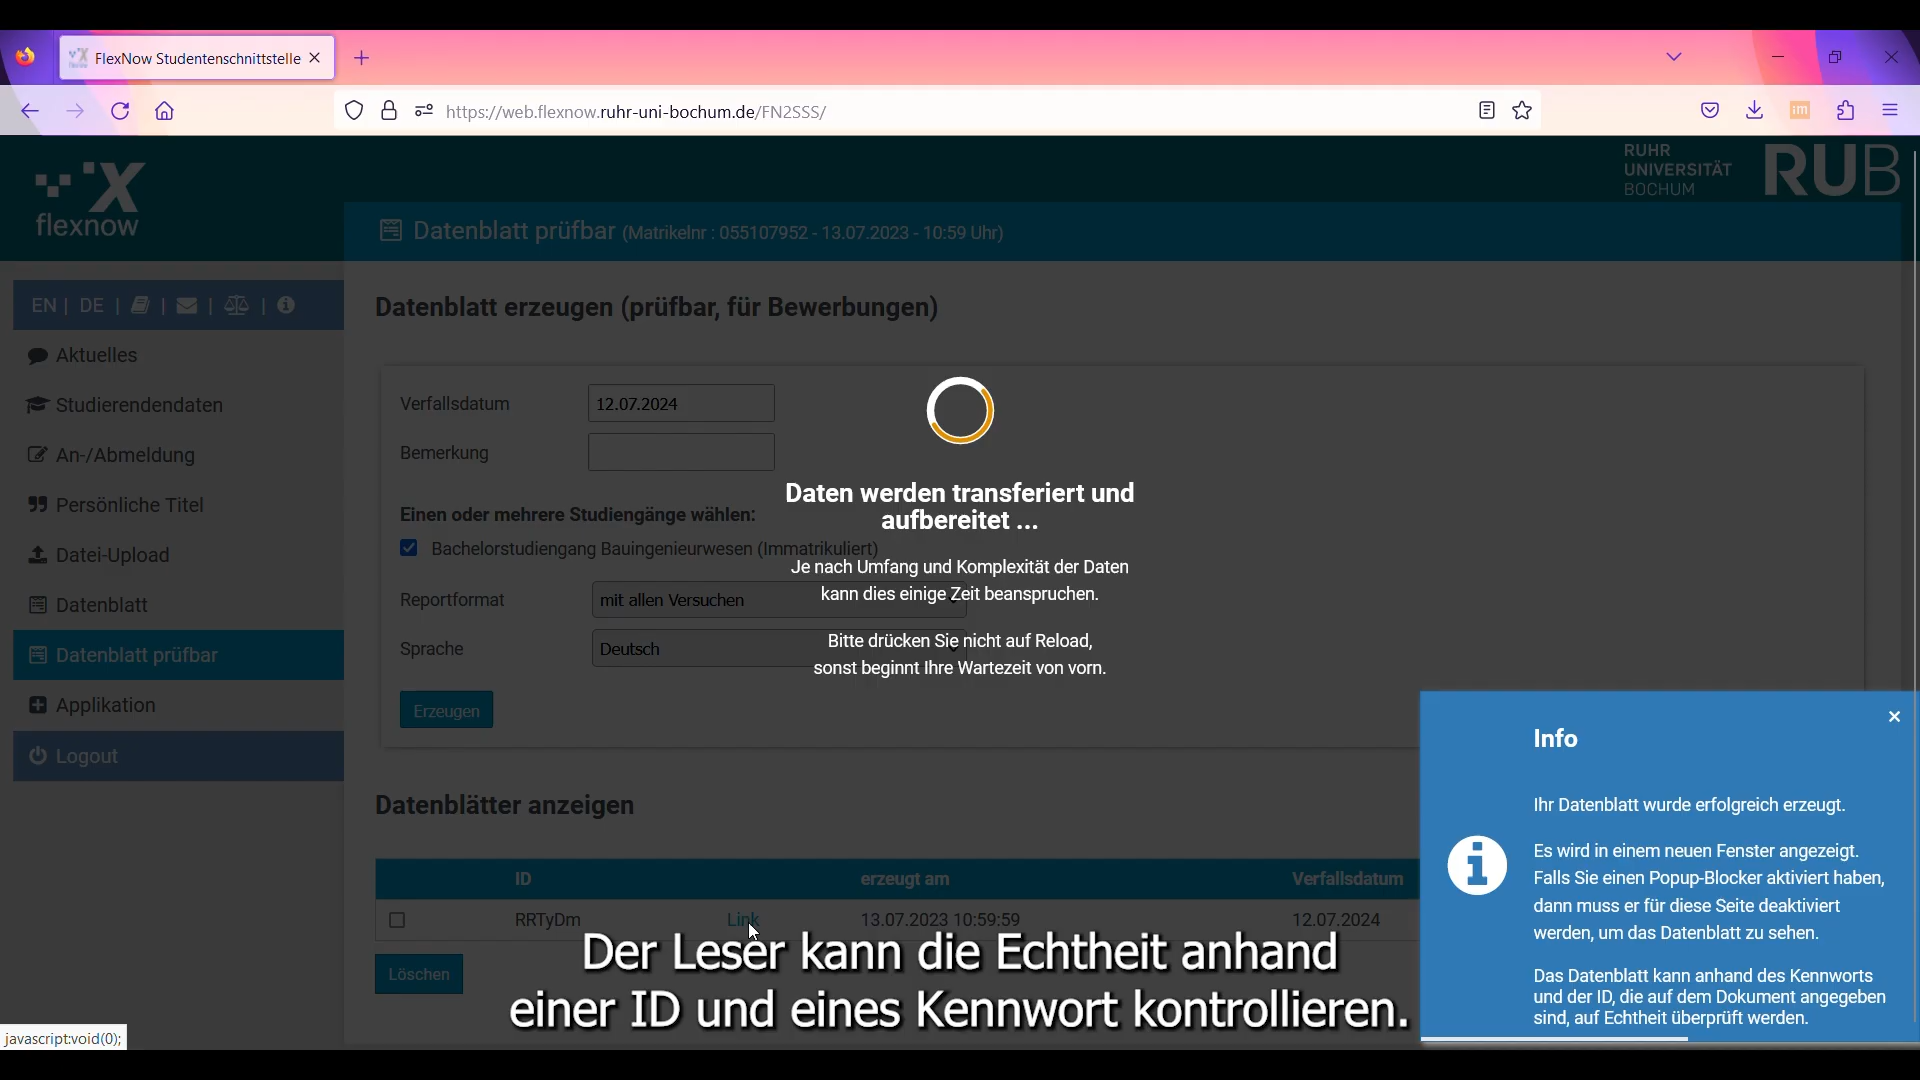 FlexNow Studentenschnittstelle
https://web.flexnow.ruhr-uni-bochum.de/FN2SSS/
im
X
flexnow
RUHR
UNIVERSITÄT
BOCHUM
RUB
Datenblatt prüfbar (Matrikelnr : 055107952 - 13.07.2023 - 10:59 Uhr)
EN | DE | | | |
Aktuelles
Studierendendaten
An-/Abmeldung
Persönliche Titel
Datei-Upload
Datenblatt
Datenblatt prüfbar
Applikation
Logout
Datenblatt erzeugen (prüfbar, für Bewerbungen)
Verfallsdatum 12.07.2024
Bemerkung
Einen oder mehrere Studiengänge wählen:
Bachelorstudiengang Bauingenieurwesen (Immatrikuliert)
Reportformat mit allen Versuchen
Sprache Deutsch
Erzeugen
Daten werden transferiert und
aufbereitet ...
Je nach Umfang und Komplexität der Daten
kann dies einige Zeit beanspruchen.
Bitte drücken Sie nicht auf Reload,
sonst beginnt Ihre Wartezeit von vorn.
Datenblätter anzeigen
ID erzeugt am Verfallsdatum
RRTyDm Link 13.07.2023 10:59:59 12.07.2024
Löschen
Info
Ihr Datenblatt wurde erfolgreich erzeugt.
Es wird in einem neuen Fenster angezeigt.
Falls Sie einen Popup-Blocker aktiviert haben,
dann muss er für diese Seite deaktiviert
werden, um das Datenblatt zu sehen.
Das Datenblatt kann anhand des Kennworts
und der ID, die auf dem Dokument angegeben
sind, auf Echtheit überprüft werden.
Der Leser kann die Echtheit anhand
einer ID und eines Kennwort kontrollieren.
javascript:void(0);